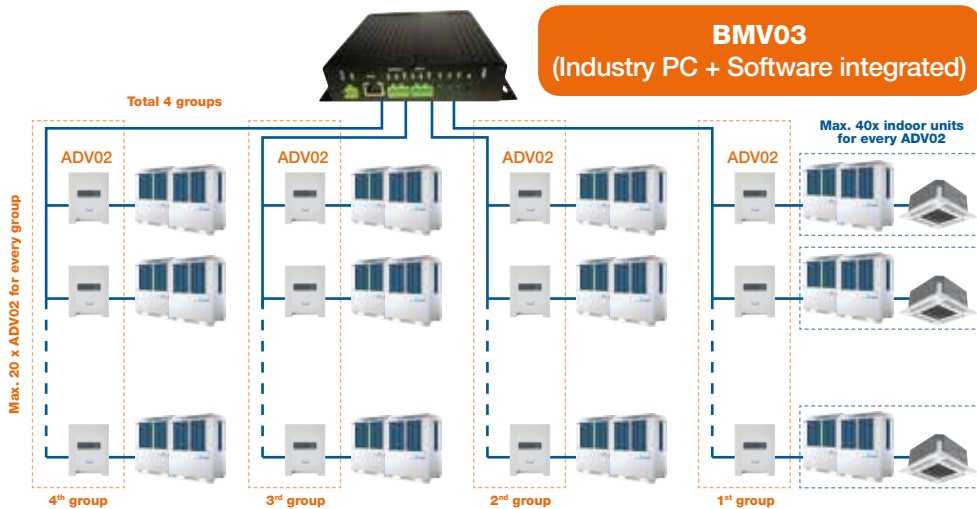 BMV03
(Industry PC + Software integrated)
Total 4 groups
Max. 40x indoor units
for every ADV02
ADV02
ADV02
ADV02
ADV02
Max. 20 x ADV02 for every group
4th group
3rd group
2nd group
1st group